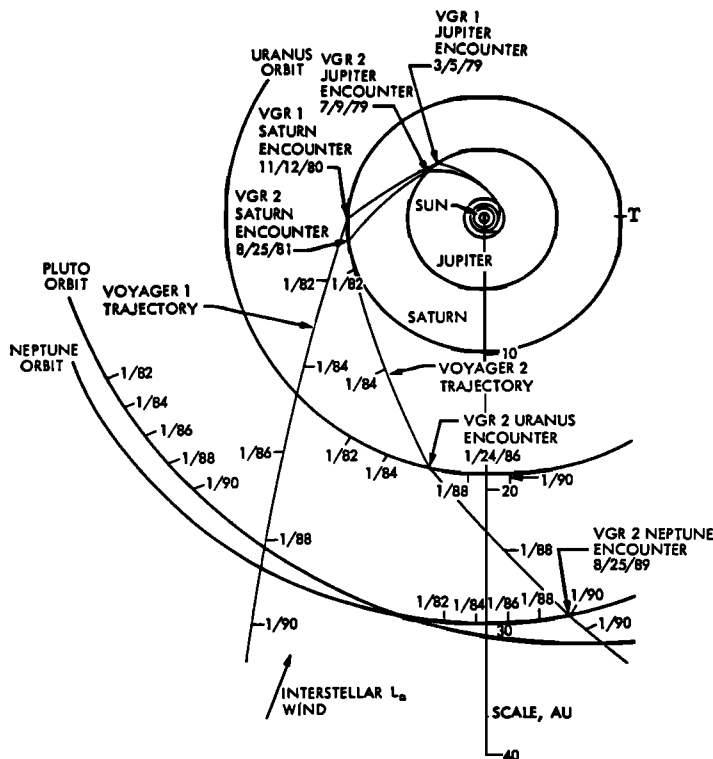 VGR 1
JUPITER
ENCOUNTER
3/5/79
VGR 2
JUPITER
ENCOUNTER
7/9/79
URANUS
ORBIT
VGR 1
SATURN
ENCOUNTER
11/12/80
VGR 2
SATURN
ENCOUNTER
8/25/81
SUN
JUPITER
SATURN
10
PLUTO
ORBIT
VOYAGER 1
TRAJECTORY
NEPTUNE
ORBIT
1/82
1/82
1/84
1/84
VOYAGER 2
TRAJECTORY
1/82
1/84
1/86
1/88
1/90
1/86
1/88
1/90
1/82
1/84
VGR 2 URANUS
ENCOUNTER
1/24/86
1/88
20
1/90
1/88
VGR 2 NEPTUNE
ENCOUNTER
8/25/89
1/82
1/84
1/86
1/88
1/90
1/90
30
INTERSTELLAR
WIND
SCALE, AU
40